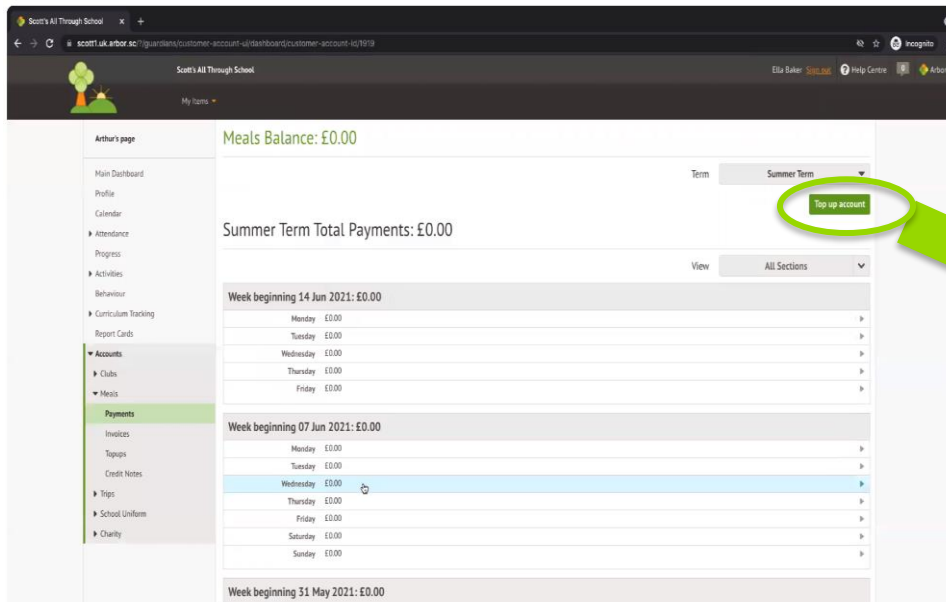 Scott's All Through School
scott1.uk.arbor.sc/?/guardians/customer-account-ui/dashboard/customer-account-id/1919
Incognito
Scott's All Through School
Ella Baker Sign out Help Centre
My Items
Arthur's page
Main Dashboard
Profile
Calendar
Attendance
Progress
Activities
Behaviour
Curriculum Tracking
Report Cards
Accounts
Clubs
Meals
Payments
Invoices
Topups
Credit Notes
Trips
School Uniform
Charity
Meals Balance: £0.00
Term Summer Term
Top up account
Summer Term Total Payments: £0.00
View All Sections
Week beginning 14 Jun 2021: £0.00
Monday £0.00
Tuesday £0.00
Wednesday £0.00
Thursday £0.00
Friday £0.00
Week beginning 07 Jun 2021: £0.00
Monday £0.00
Tuesday £0.00
Wednesday £0.00
Thursday £0.00
Friday £0.00
Saturday £0.00
Sunday £0.00
Week beginning 31 May 2021: £0.00